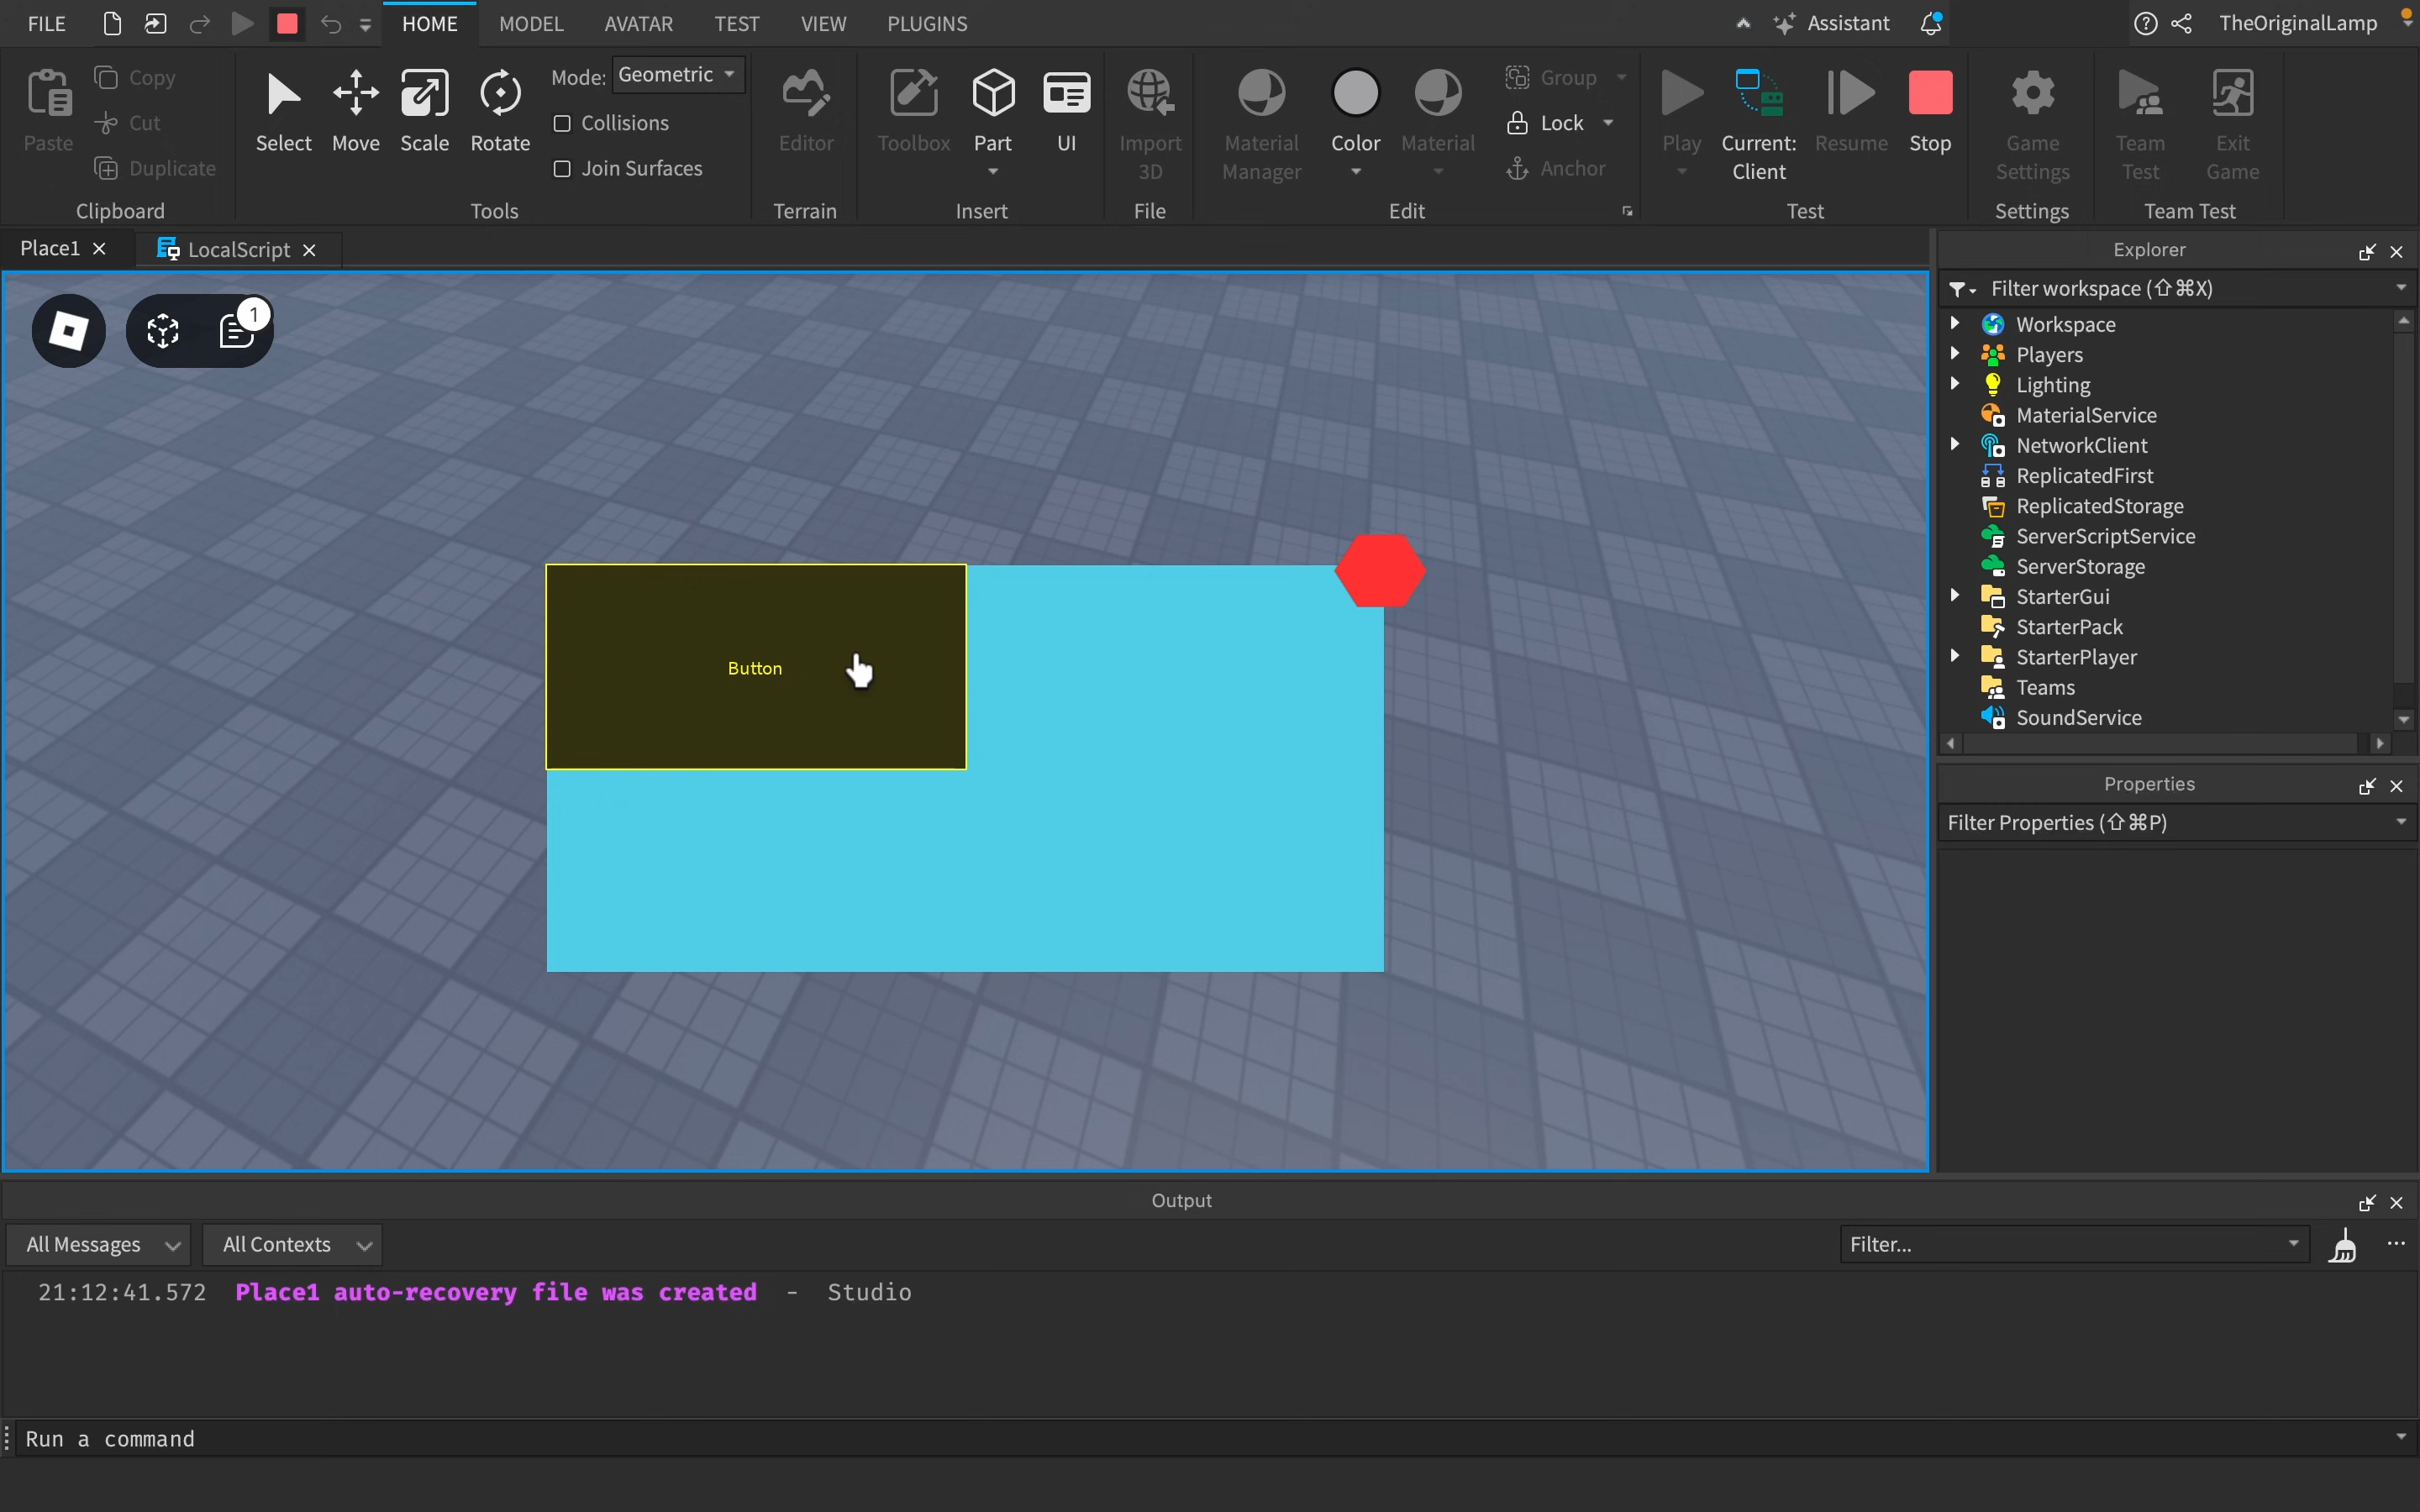 FILE HOME MODEL AVATAR TEST VIEW PLUGINS Assistant TheOriginalLamp
Paste Copy Cut Duplicate
Clipboard
Select Move Scale Rotate
Mode: Geometric
Collisions
Join Surfaces
Tools
Editor
Terrain
Toolbox Part UI
Insert
Import 3D
File
Material Manager Color Material
Group
Lock
Anchor
Edit
Play Current: Client Resume Stop
Test
Game Settings
Settings
Team Test Exit Game
Team Test
Place1 LocalScript
1
Button
Explorer
Filter workspace (⇧⌘X)
Workspace
Players
Lighting
MaterialService
NetworkClient
ReplicatedFirst
ReplicatedStorage
ServerScriptService
ServerStorage
StarterGui
StarterPack
StarterPlayer
Teams
SoundService
Properties
Filter Properties (⇧⌘P)
Output
All Messages All Contexts Filter...
21:12:41.572 Place1 auto-recovery file was created - Studio
Run a command